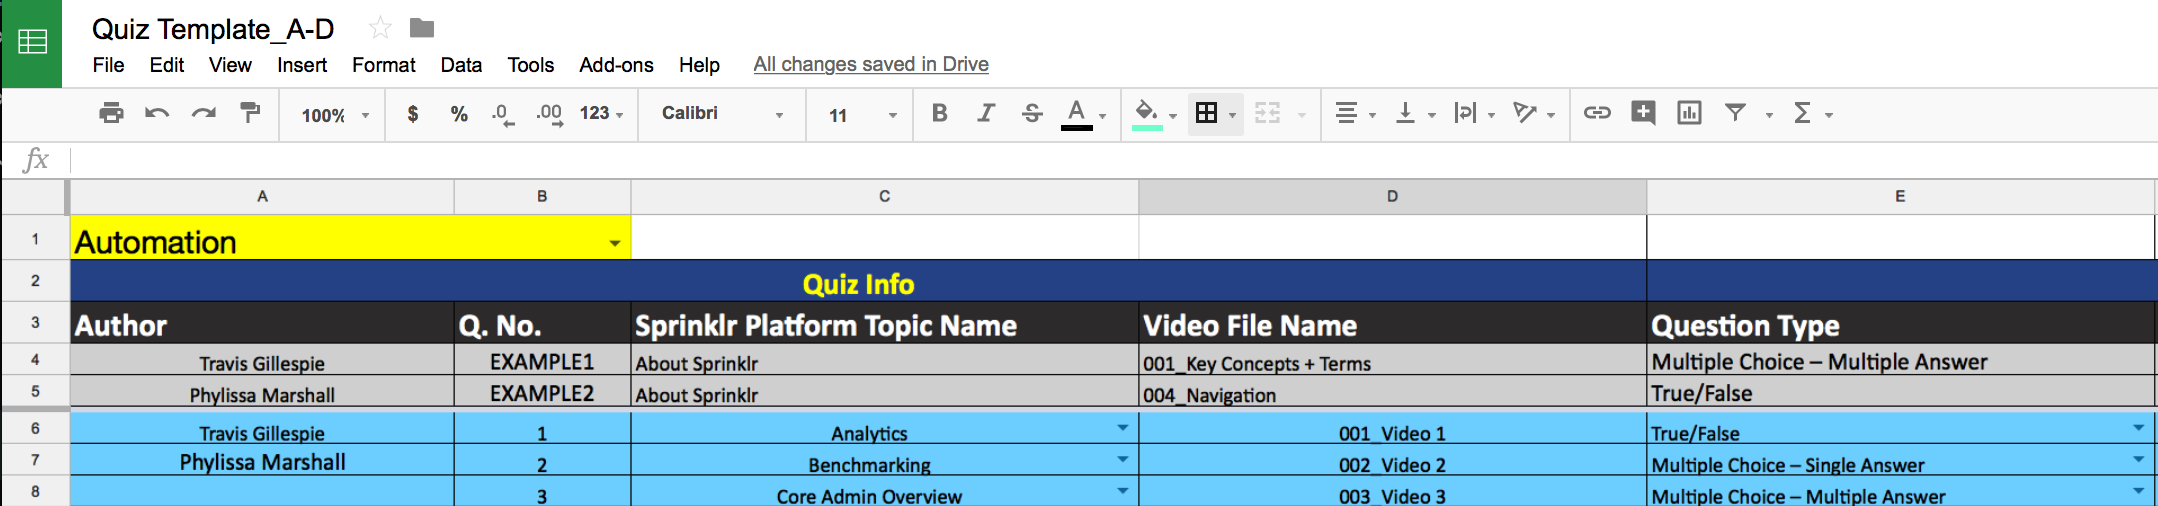 Quiz Template_A-D
File Edit View Insert Format Data Tools Add-ons Help All changes saved in Drive
100% $ % .0 .00 123 Calibri 11 B I S A
fx
A B C D E
1 Automation
2 Quiz Info
3 Author Q. No. Sprinklr Platform Topic Name Video File Name Question Type
4 Travis Gillespie EXAMPLE1 About Sprinklr 001_Key Concepts + Terms Multiple Choice – Multiple Answer
5 Phylissa Marshall EXAMPLE2 About Sprinklr 004_Navigation True/False
6 Travis Gillespie 1 Analytics 001_Video 1 True/False
7 Phylissa Marshall 2 Benchmarking 002_Video 2 Multiple Choice – Single Answer
8 3 Core Admin Overview 003_Video 3 Multiple Choice – Multiple Answer